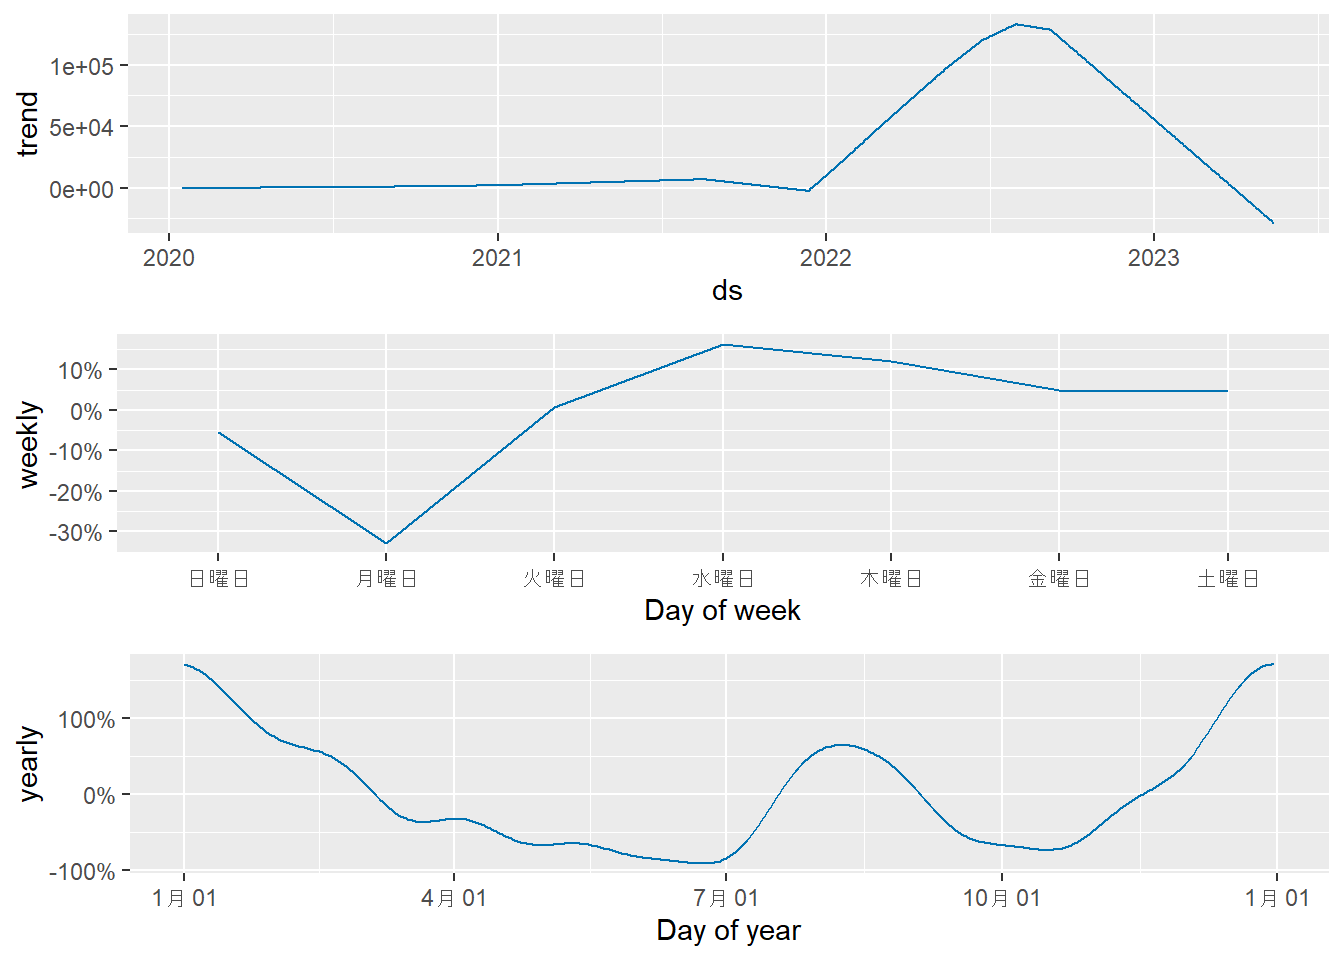 trend
1e+05
5e+04
0e+00
2020 2021 2022 2023
ds
weekly
10%
0%
-10%
-20%
-30%
日曜日 月曜日 火曜日 水曜日 木曜日 金曜日 土曜日
Day of week
yearly
100%
0%
-100%
1月 01 4月 01 7月 01 10月 01 1月 01
Day of year